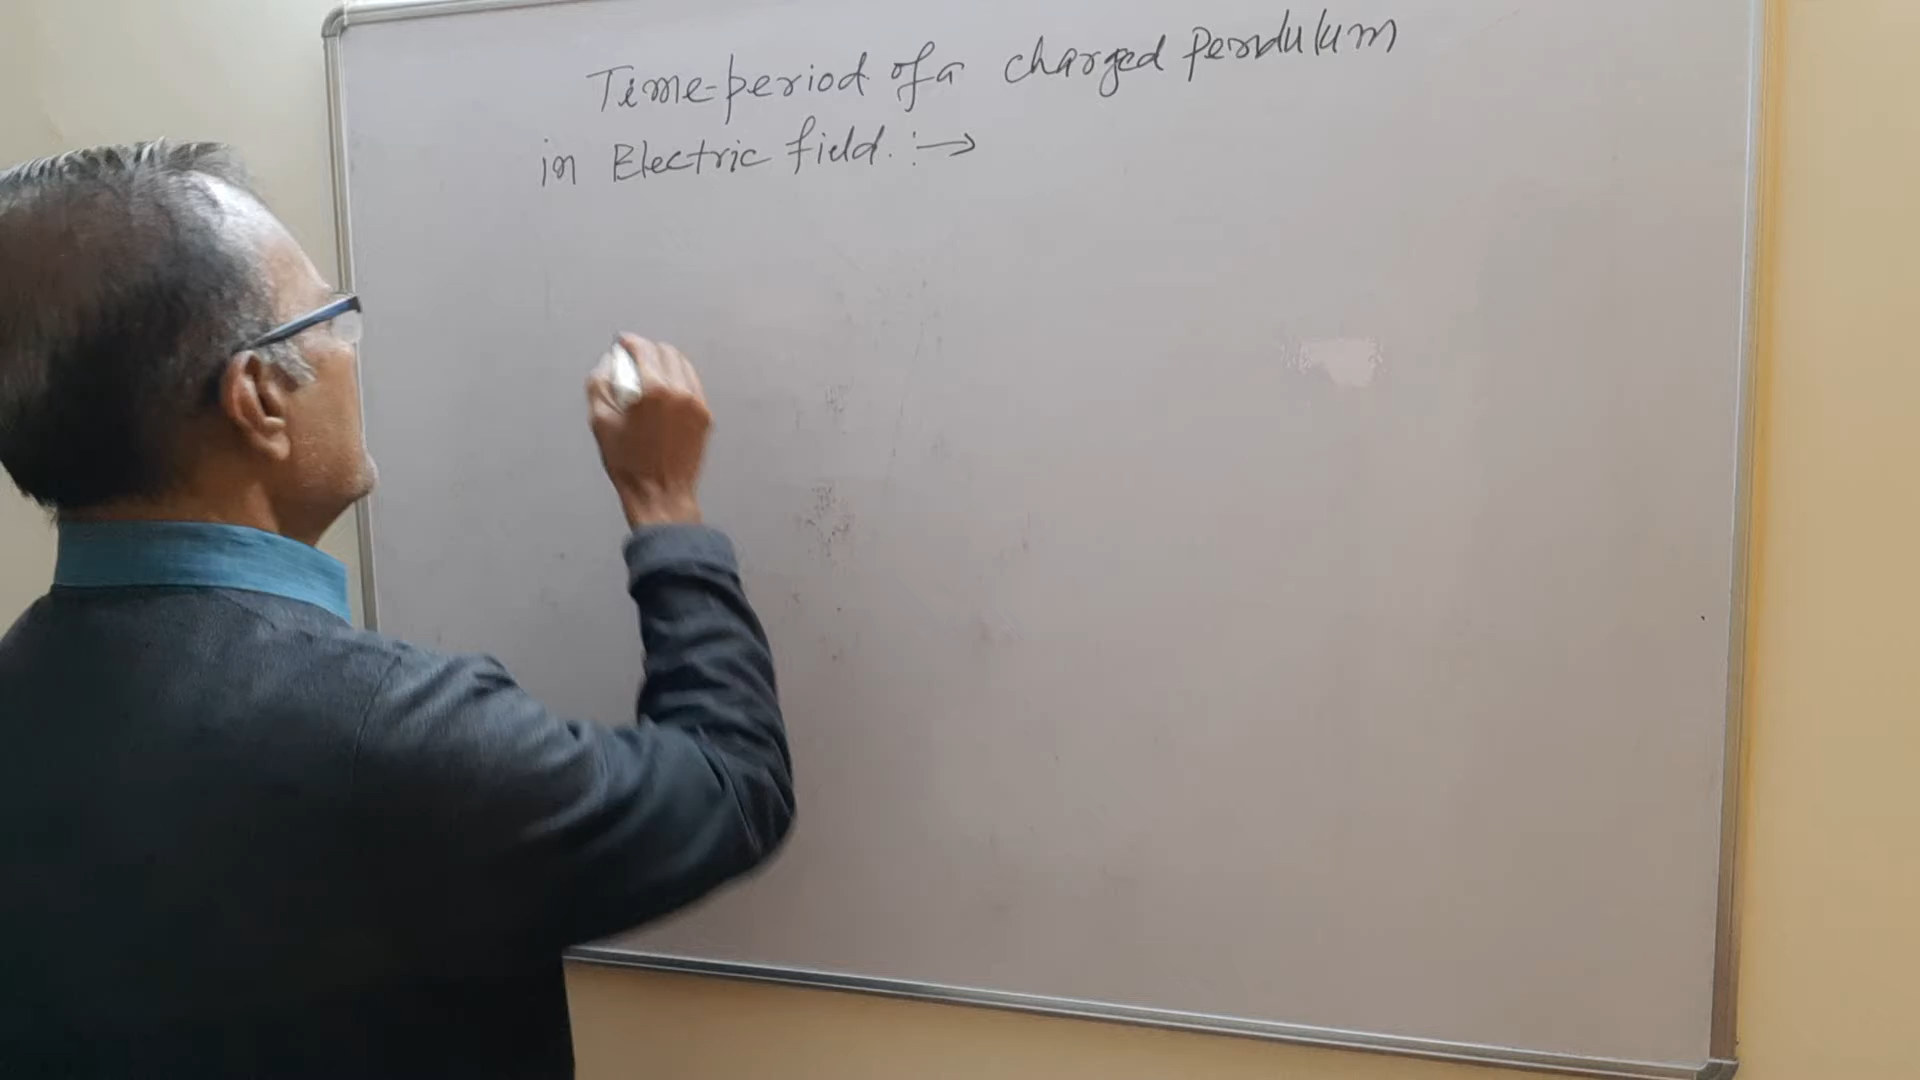 Time-period of a charged Pendulum
in Electric field. :→